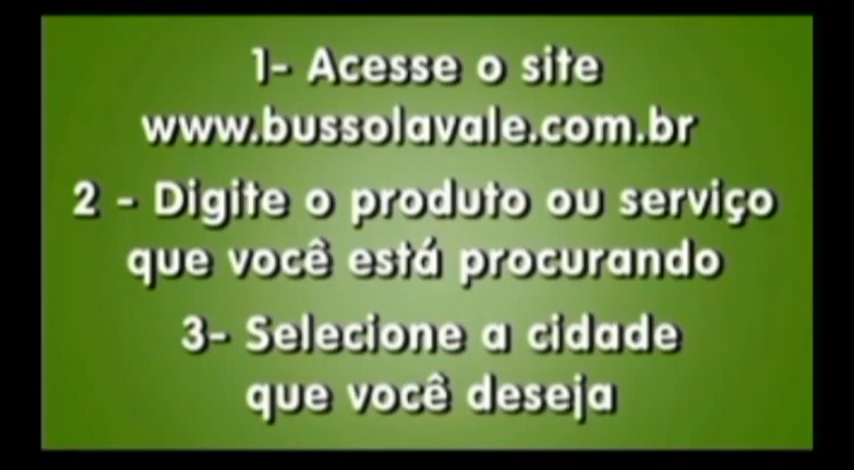 1- Acesse o site
www.bussolavale.com.br
2 - Digite o produto ou serviço
que você está procurando
3- Selecione a cidade
que você deseja